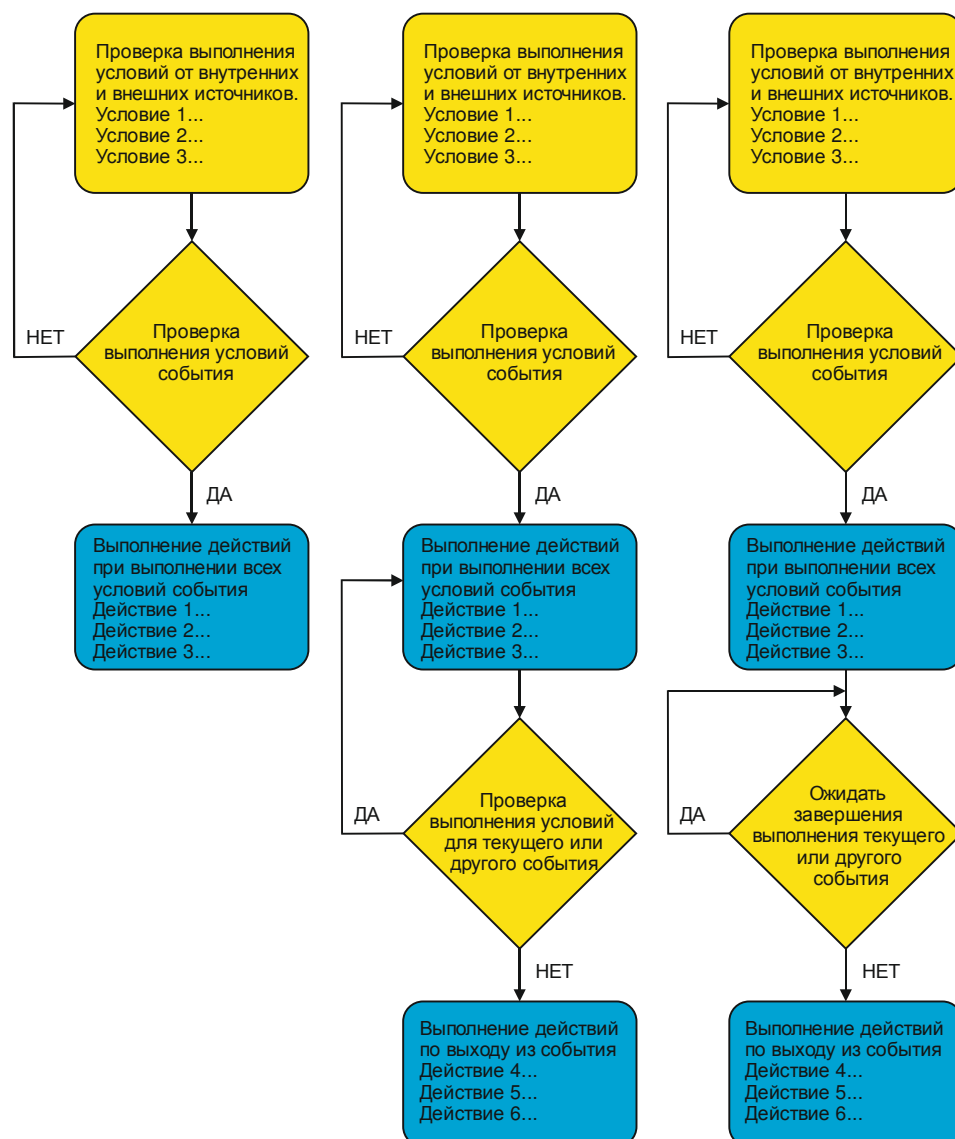 Проверка выполнения
условий от внутренних
и внешних источников.
Условие 1...
Условие 2...
Условие 3...
НЕТ
Проверка
выполнения условий
события
ДА
Выполнение действий
при выполнении всех
условий события
Действие 1...
Действие 2...
Действие 3...
Проверка выполнения
условий от внутренних
и внешних источников.
Условие 1...
Условие 2...
Условие 3...
НЕТ
Проверка
выполнения условий
события
ДА
Выполнение действий
при выполнении всех
условий события
Действие 1...
Действие 2...
Действие 3...
ДА
Проверка
выполнения условий
для текущего или
другого события
НЕТ
Выполнение действий
по выходу из события
Действие 4...
Действие 5...
Действие 6...
Проверка выполнения
условий от внутренних
и внешних источников.
Условие 1...
Условие 2...
Условие 3...
НЕТ
Проверка
выполнения условий
события
ДА
Выполнение действий
при выполнении всех
условий события
Действие 1...
Действие 2...
Действие 3...
ДА
Ожидать
завершения
выполнения текущего
или другого
события
НЕТ
Выполнение действий
по выходу из события
Действие 4...
Действие 5...
Действие 6...